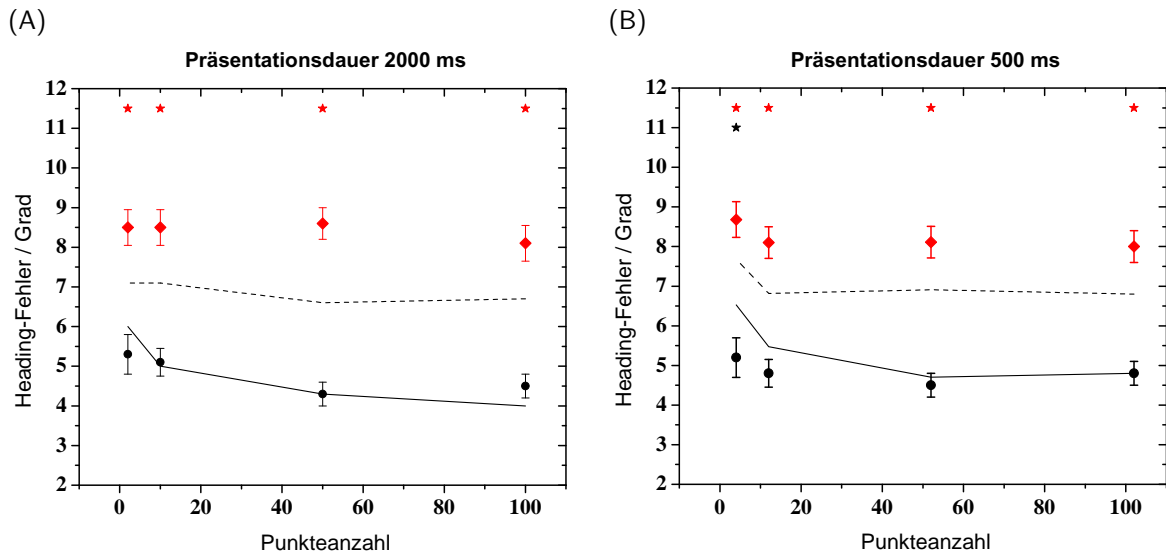 (A)
Präsentationsdauer 2000 ms
12
11
10
9
8
7
6
5
4
3
2
Heading-Fehler / Grad
0 20 40 60 80 100
Punkteanzahl
(B)
Präsentationsdauer 500 ms
12
11
10
9
8
7
6
5
4
3
2
Heading-Fehler / Grad
0 20 40 60 80 100
Punkteanzahl